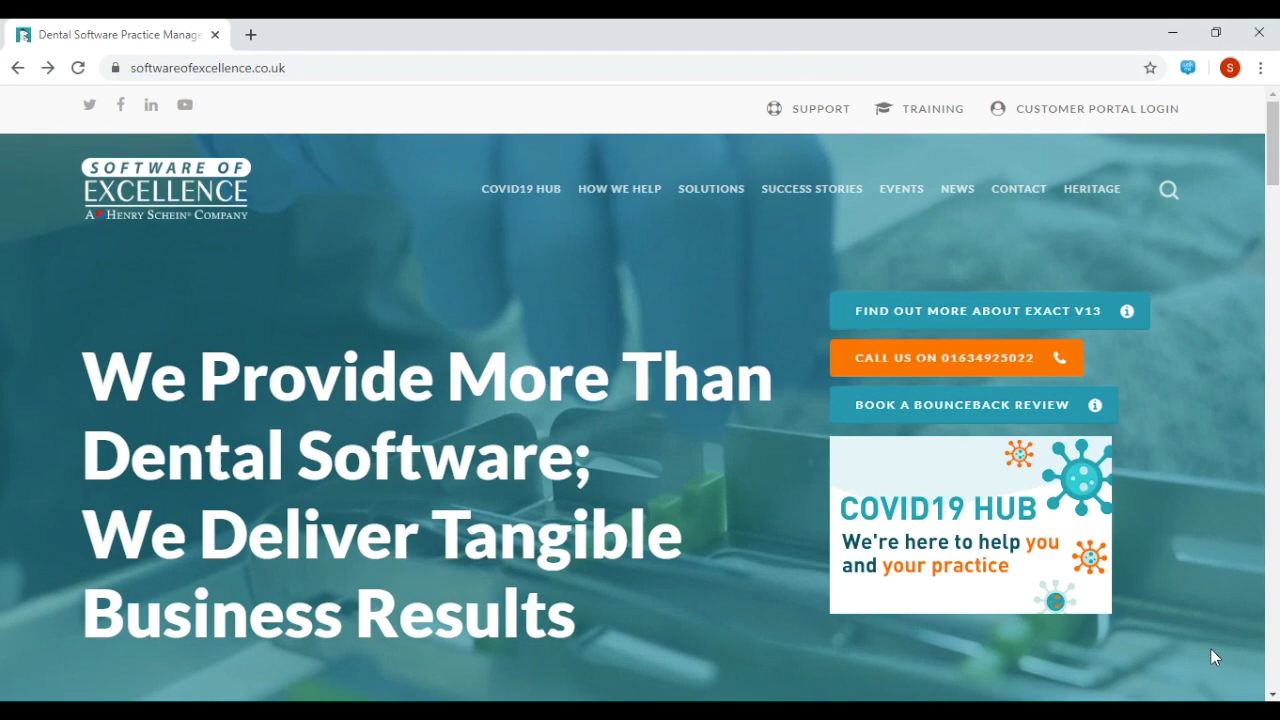 Dental Software Practice Manage
softwareofexcellence.co.uk
S
SUPPORT
TRAINING
CUSTOMER PORTAL LOGIN
SOFTWARE OF
EXCELLENCE
A HENRY SCHEIN® COMPANY
COVID19 HUB
HOW WE HELP
SOLUTIONS
SUCCESS STORIES
EVENTS
NEWS
CONTACT
HERITAGE
We Provide More Than
Dental Software;
We Deliver Tangible
Business Results
FIND OUT MORE ABOUT EXACT V13
CALL US ON 01634925022
BOOK A BOUNCEBACK REVIEW
COVID19 HUB
We're here to help you
and your practice